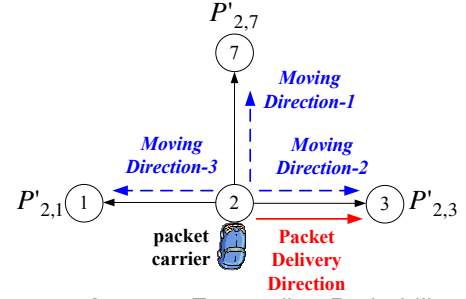 P'2,7
7
Moving
Direction-1
Moving
Direction-3
Moving
Direction-2
P'2,1
1
2
3
P'2,3
packet
carrier
Packet
Delivery
Direction